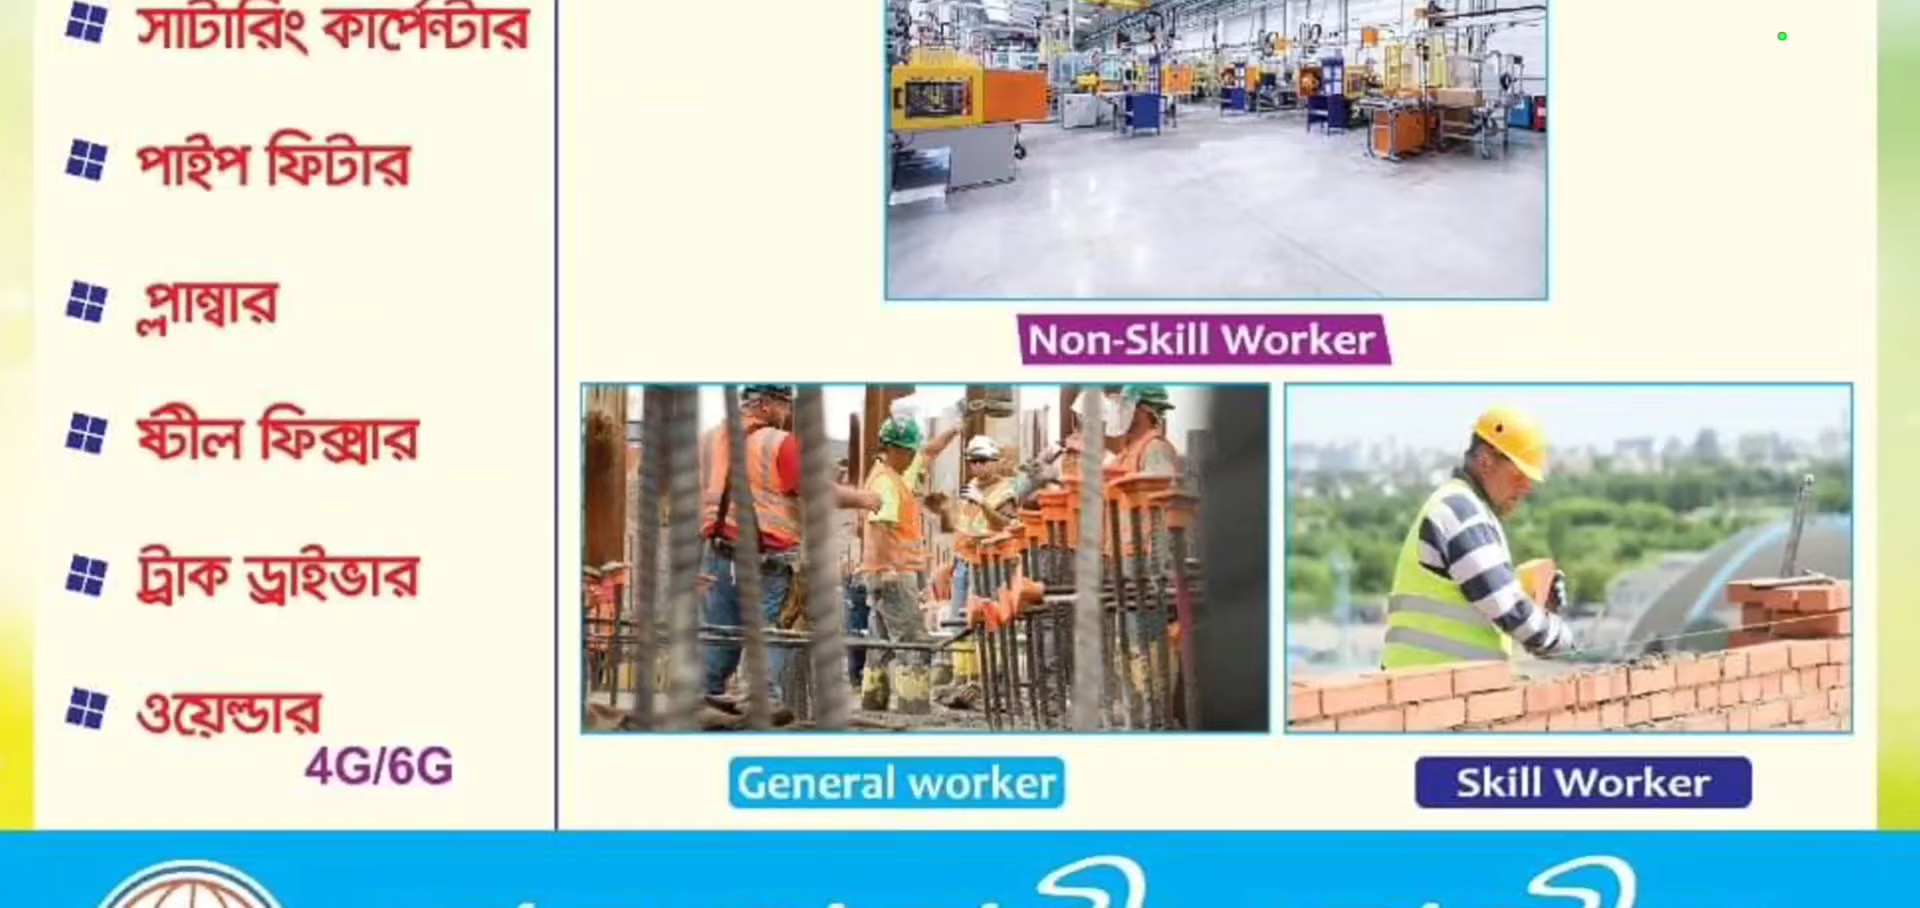 সাটারিং কার্পেন্টার
পাইপ ফিটার
প্লাম্বার
ষ্টীল ফিক্সার
ট্রাক ড্রাইভার
ওয়েল্ডার
4G/6G
Non-Skill Worker
General worker
Skill Worker